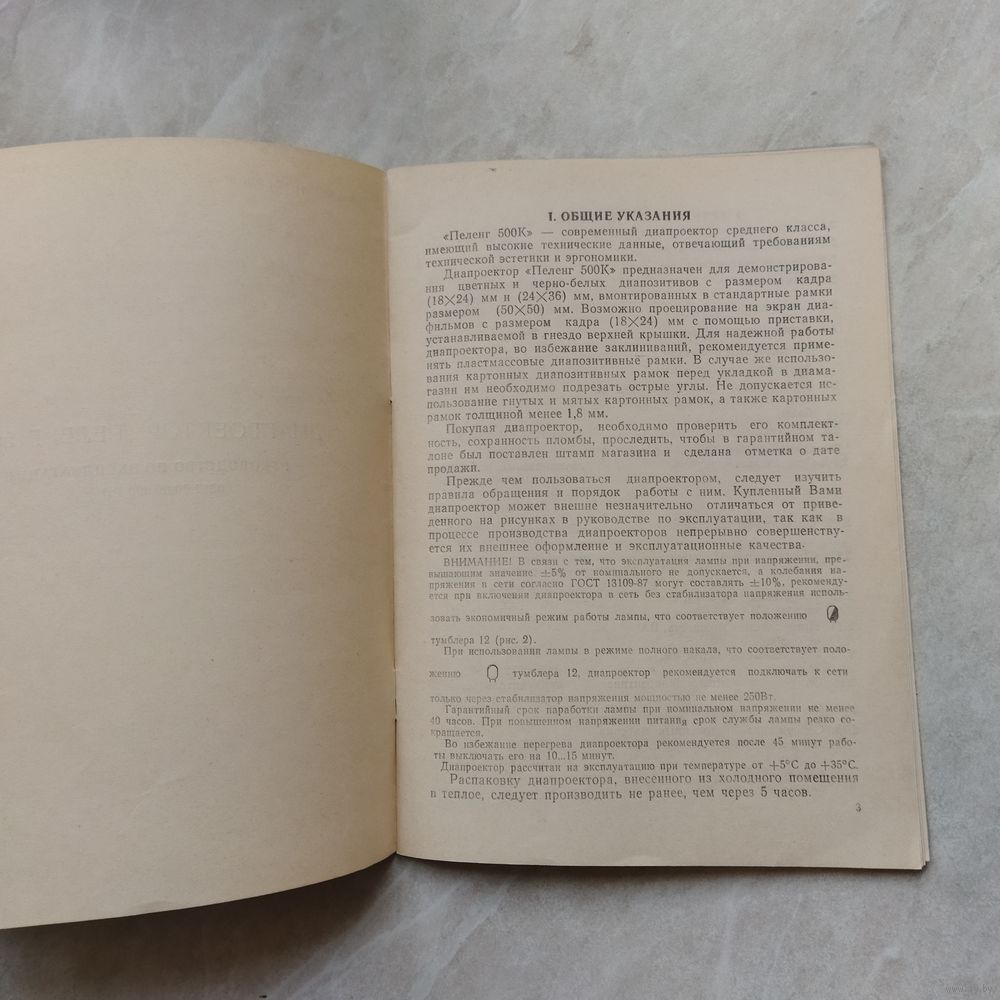 I. ОБЩИЕ УКАЗАНИЯ
«Пеленг 500К» — современный диапроектор среднего класса,
имеющий высокие технические данные, отвечающий требованиям
технической эстетики и эргономики.
Диапроектор «Пеленг 500К» предназначен для демонстрирова-
ния цветных и черно-белых диапозитивов с размером кадра
(18×24) мм и (24×36) мм, вмонтированных в стандартные рамки
размером (50×50) мм. Возможно проецирование на экран диа-
фильмов с размером кадра (18×24) мм с помощью приставки,
устанавливаемой в гнездо верхней крышки. Для надежной работы
диапроектора, во избежание заклиниваний, рекомендуется приме-
нять пластмассовые диапозитивные рамки. В случае же использо-
вания картонных диапозитивных рамок перед укладкой в диама-
газин им необходимо подрезать острые углы. Не допускается ис-
пользование гнутых и мятых картонных рамок, а также картонных
рамок толщиной менее 1,8 мм.
Покупая диапроектор, необходимо проверить его комплект-
ность, сохранность пломбы, проследить, чтобы в гарантийном та-
лоне был поставлен штамп магазина и сделана отметка о дате
продажи.
Прежде чем пользоваться диапроектором, следует изучить
правила обращения и порядок работы с ним. Купленный Вами
диапроектор может внешне незначительно отличаться от приве-
денного на рисунках в руководстве по эксплуатации, так как в
процессе производства диапроекторов непрерывно совершенству-
ется их внешнее оформление и эксплуатационные качества.
ВНИМАНИЕ! В связи с тем, что эксплуатация лампы при напряжении, пре-
вышающим значение ±5% от номинального не допускается, а колебания на-
пряжения в сети согласно ГОСТ 13109-87 могут составлять ±10%, рекоменду-
ется при включении диапроектора в сеть без стабилизатора напряжения исполь-
зовать экономичный режим работы лампы, что соответствует положению
тумблера 12 (рис. 2).
При использовании лампы в режиме полного накала, что соответствует поло-
жению тумблера 12, диапроектор рекомендуется подключать к сети
только через стабилизатор напряжения мощностью не менее 250Вт.
Гарантийный срок наработки лампы при номинальном напряжении не менее
40 часов. При повышенном напряжении питания срок службы лампы резко со-
кращается.
Во избежание перегрева диапроектора рекомендуется после 45 минут рабо-
ты выключать его на 10...15 минут.
Диапроектор рассчитан на эксплуатацию при температуре от +5°С до +35°С.
Распаковку диапроектора, внесенного из холодного помещения
в теплое, следует производить не ранее, чем через 5 часов.
3